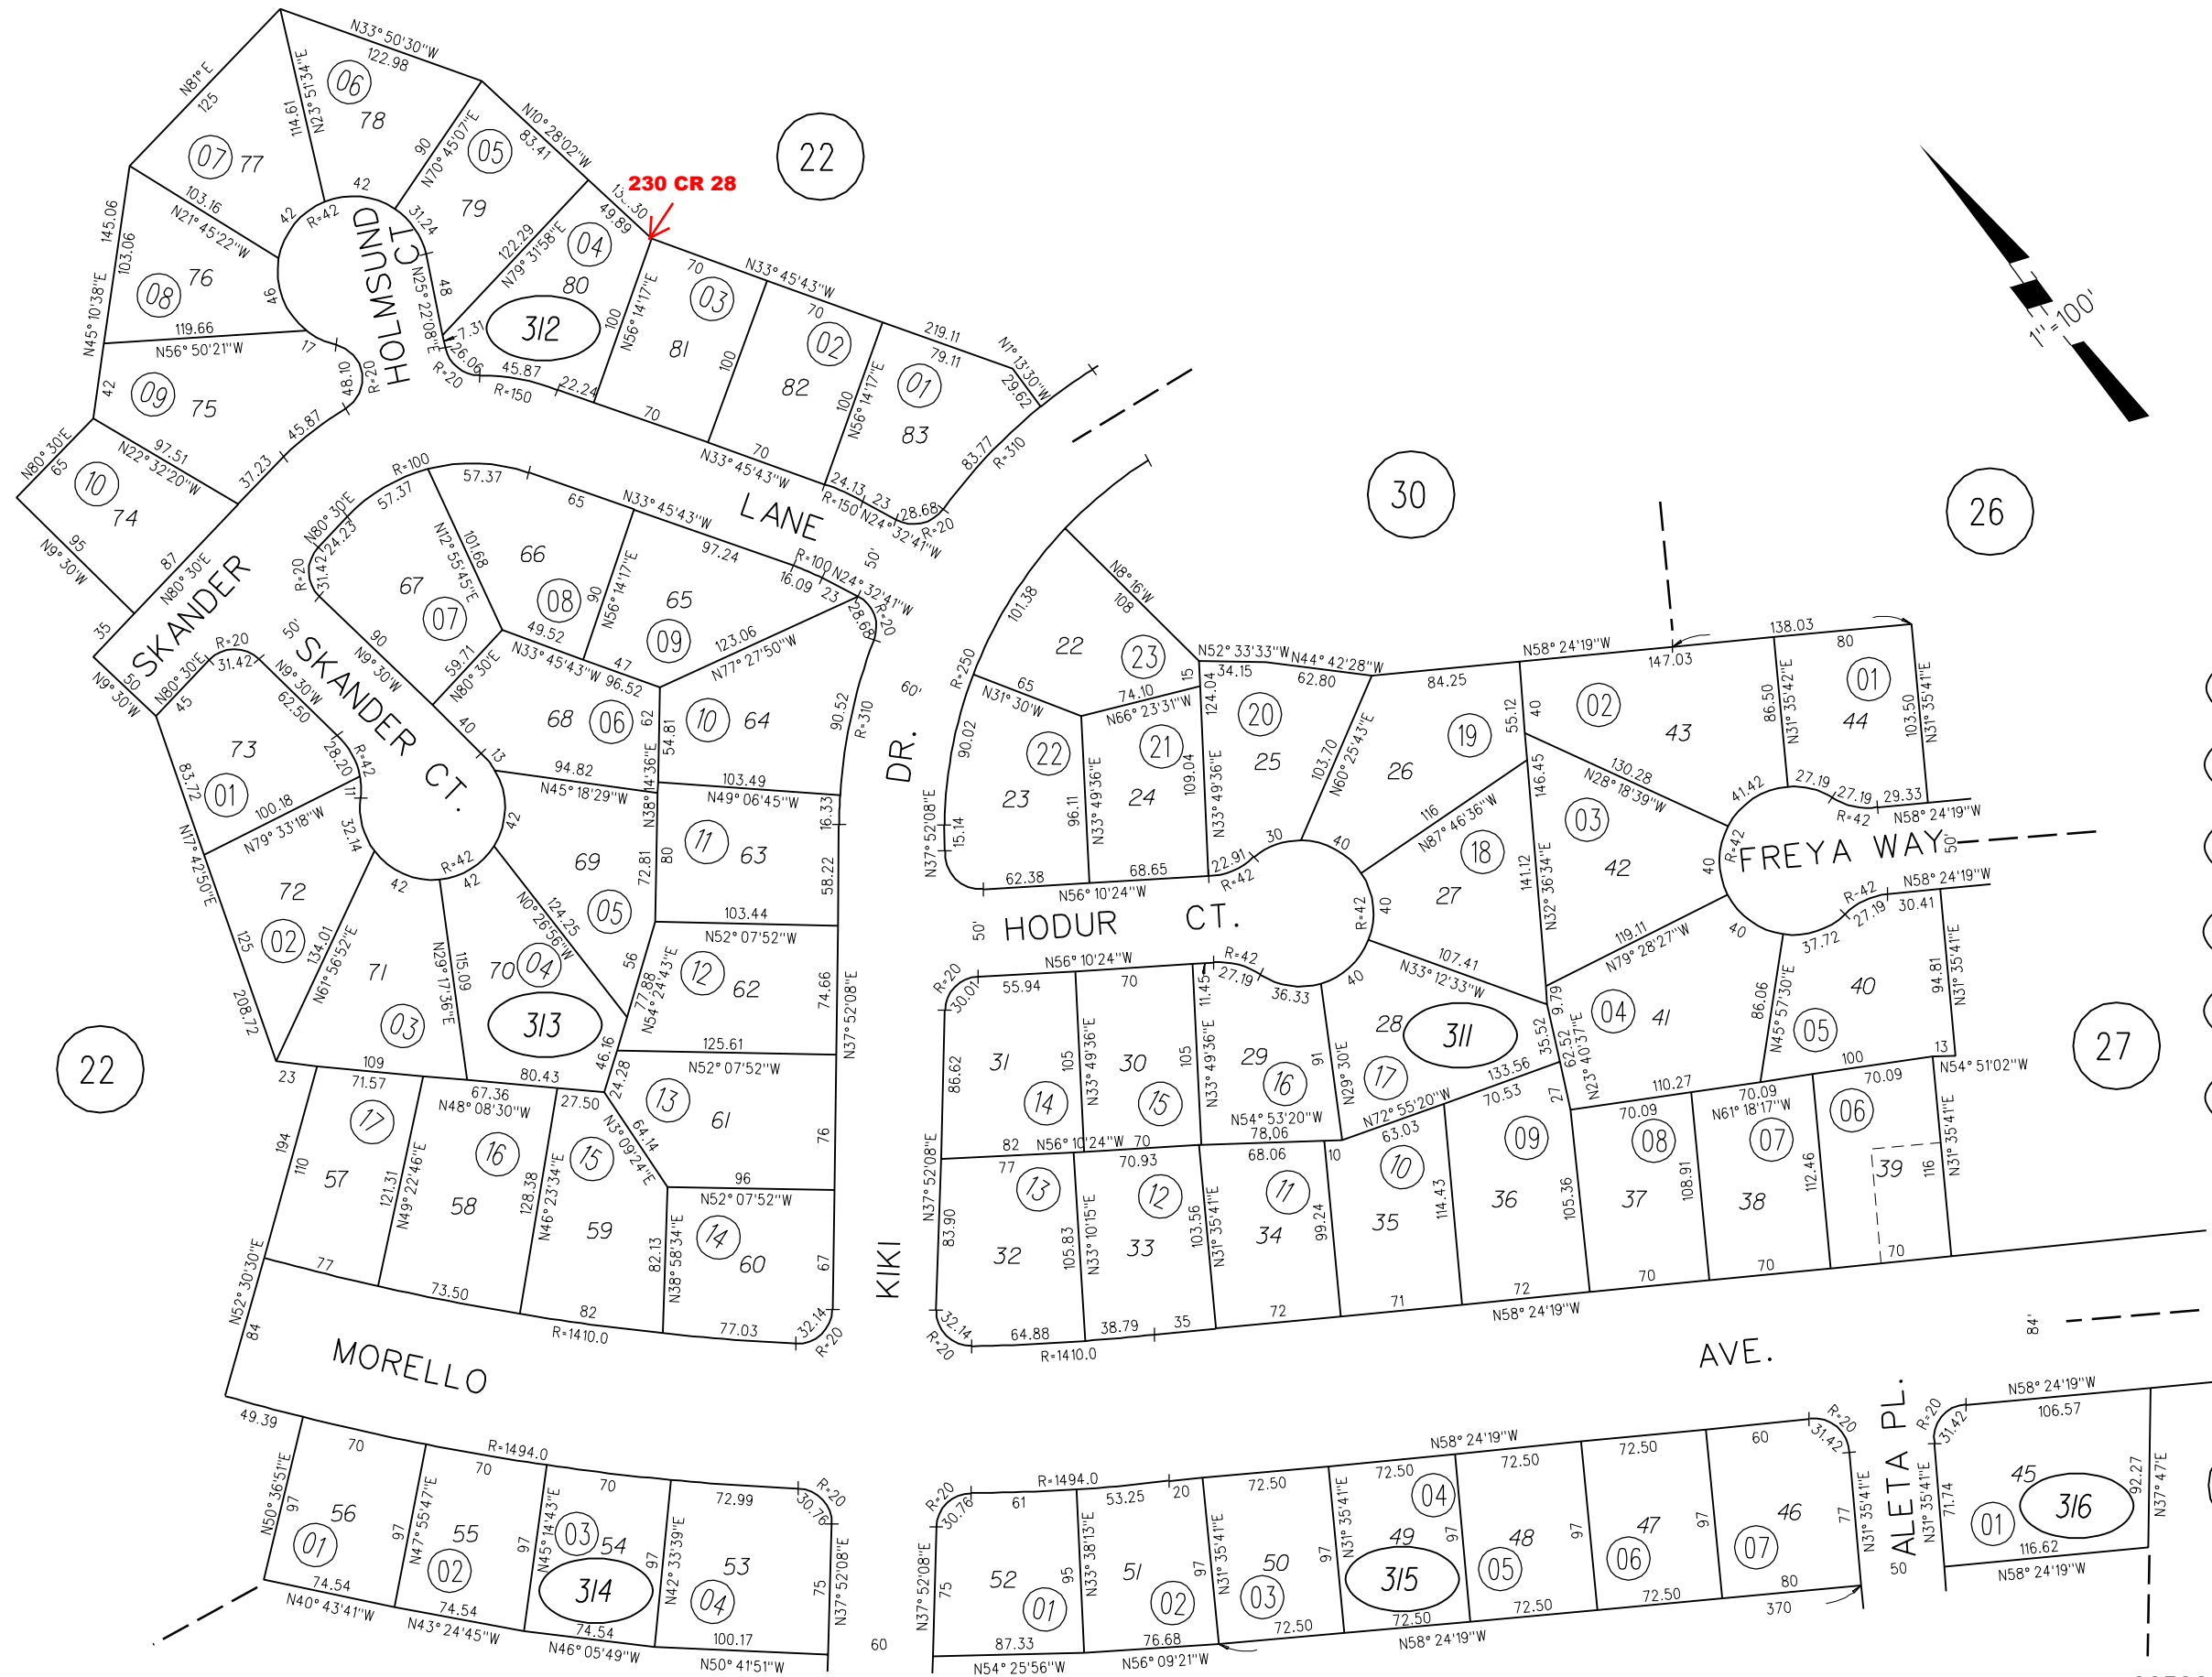 N33°50'30"W
122.98
N81°E
125
114.61
N23°51'34"E
06
78
90
N70°45'07"E
05
N10°28'02"W
83.41
22
07 77
103.16
N21°45'22"W
42
42
R=42
31.24
79
230 CR 28
49.89
145.06
103.06
76
08
46
HOLMSUND
CT
N25°22'08"E
48
122.29
N79°31'58"E
04
80
312
7.31
26.06
R=20
45.87
R=150
22.24
100
N56°14'17"E
70
03
81
N33°45'43"W
70
02
82
100
219.11
79.11
N1°13'30"W
29.62
01
83
100
N56°14'17"E
70
70
N33°45'43"W
24.13
R=150
23
N24°32'41"W
28.68
R=20
83.77
R=310
1"=100'
N45°10'38"E
119.66
N56°50'21"W
17
48.10
R=20
42
09
75
45.87
37.23
N80°30'E
65
97.51
N22°32'20"W
10
74
95
N9°30'W
87
N80°30'E
35
SKANDER
LANE
50'
R=100
57.37
57.37
65
N33°45'43"W
97.24
R=100
16.09
N24°32'41"W
23
28.68
R=20
N80°30'E
24.23
R=20
31.42
67
07
N12°55'45"E
101.68
66
08
90
N56°14'17"E
65
09
123.06
N77°27'50"W
49.52
47
N33°45'43"W 96.52
59.71
N80°30'E
90
N9°30'W
40
13
30
26
50
N9°30'W
N80°30'E
45
R=20
31.42
50'
SKANDER CT.
N9°30'W
62.50
28.20
R=42
11
73
01
83.72
100.18
N79°33'18"W
32.14
N17°42'50"E
125
208.72
72
02
42
42
R=42
42
134.01
N61°56'52"E
71
03
N29°17'36"E
115.09
70
04
313
N0°26'56"W
124.25
69
05
68
06
94.82
N45°18'29"W
62
54.81
N38°14'36"E
72.81
80
10
64
103.49
N49°06'45"W
90.52
R=310
16.33
11
63
58.22
103.44
N52°07'52"W
56
77.88
N54°24'43"E
46.16
12
62
74.66
N37°52'08"E
125.61
N52°07'52"W
24.28
13
61
76
64.14
N3°09'24"E
96
N52°07'52"W
14
60
67
82.13
N38°58'34"E
32.14
R=20
77.03
22
109
23
71.57
80.43
67.36
N48°08'30"W
27.50
17
57
194
110
121.31
N49°22'46"E
16
58
128.38
N46°23'34"E
15
59
N52°30'30"E
84
77
73.50
82
R=1410.0
MORELLO
KIKI
DR.
60'
101.38
R=250
90.02
N8°16'W
108
22
23
65
N31°30'W
74.10
N66°23'31"W
15
N52°33'33"W
34.15
N44°42'28"W
62.80
124.04
20
25
22
23
21
24
96.11
N33°49'36"E
109.04
N33°49'36"E
N37°52'08"E
15.14
62.38
68.65
N56°10'24"W
22.91
R=42
30
40
103.70
N60°25'43"E
84.25
N58°24'19"W
147.03
138.03
80
19
26
55.12
40
02
43
86.50
N31°35'42"E
01
44
103.50
N31°35'41"E
116
N87°46'36"W
146.45
130.28
N28°18'39"W
41.42
27.19
27.19
29.33
R=42
N58°24'19"W
18
27
141.12
N32°36'34"E
03
42
R=42
40
FREYA WAY
50'
50'
HODUR CT.
R=42
40
107.41
N33°12'33"W
119.11
N79°28'27"W
40
37.72
27.19
R-42
N58°24'19"W
30.41
R=20
30.01
N56°10'24"W
55.94
70
11.45
R=42
27.19
36.33
40
28
17
311
9.79
35.52
62.52
N23°40'37"E
04
41
86.06
N45°57'30"E
40
05
94.81
N31°35'41"E
27
86.62
31
14
105
N33°49'36"E
30
15
105
N33°49'36"E
29
16
91
N29°30'E
N54°53'20"W
78.06
N72°55'20"W
133.56
27
110.27
100
13
N54°51'02"W
N37°52'08"E
82
N56°10'24"W
70
77
70.93
68.06
10
63.03
70.53
70.09
70.09
N61°18'17"W
70.09
83.90
13
32
105.83
N33°10'15"E
12
33
103.56
N31°35'41"E
11
34
99.24
10
35
114.43
09
36
105.36
08
37
108.91
07
38
112.46
06
39
116
N31°35'41"E
32.14
R=20
64.88
38.79
35
R=1410.0
72
71
72
N58°24'19"W
70
70
70
AVE.
84'
49.39
70
R=1494.0
70
70
72.99
R=20
30.76
N50°36'51"E
97
56
01
N47°55'47"E
97
55
02
N45°14'43"E
97
03
54
314
N42°33'39"E
97
53
04
75
N37°52'08"E
74.54
N40°43'41"W
74.54
N43°24'45"W
74.54
N46°05'49"W
100.17
N50°41'51"W
60
R=20
30.76
61
R=1494.0
53.25
20
72.50
72.50
N58°24'19"W
72.50
72.50
60
R=20
31.42
N37°52'08"E
75
52
01
95
N33°38'13"E
51
02
97
N31°35'41"E
50
03
97
N31°35'41"E
04
49
315
97
48
05
97
47
06
97
46
07
77
N31°35'41"E
87.33
N54°25'56"W
76.68
N56°09'21"W
72.50
72.50
N58°24'19"W
72.50
72.50
80
370
ALETA PL.
50
R=20
31.42
N58°24'19"W
106.57
N31°35'41"E
71.74
45
01
316
92.27
N37°47'E
116.62
N58°24'19"W